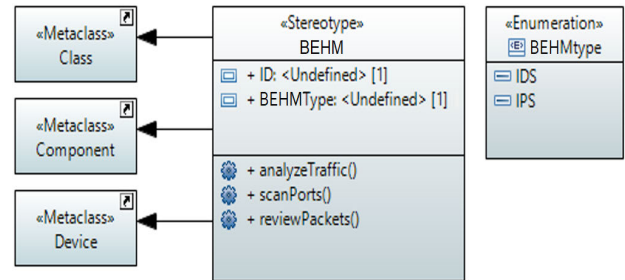 «Metaclass»
Class
«Metaclass»
Component
«Metaclass»
Device
«Stereotype»
BEHM
+ ID: <Undefined> [1]
+ BEHMType: <Undefined> [1]
+ analyzeTraffic()
+ scanPorts()
+ reviewPackets()
«Enumeration»
BEHMtype
IDS
IPS